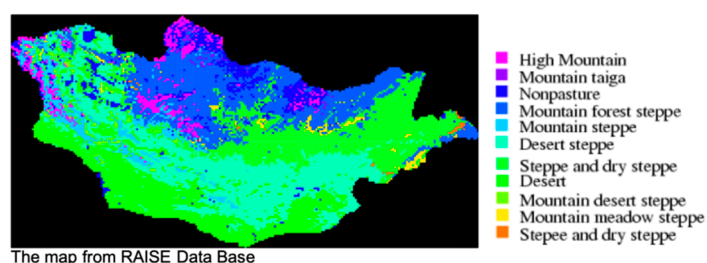 High Mountain
Mountain taiga
Nonpasture
Mountain forest steppe
Mountain steppe
Desert steppe
Steppe and dry steppe
Desert
Mountain desert steppe
Mountain meadow steppe
Stepee and dry steppe
The map from RAISE Data Base